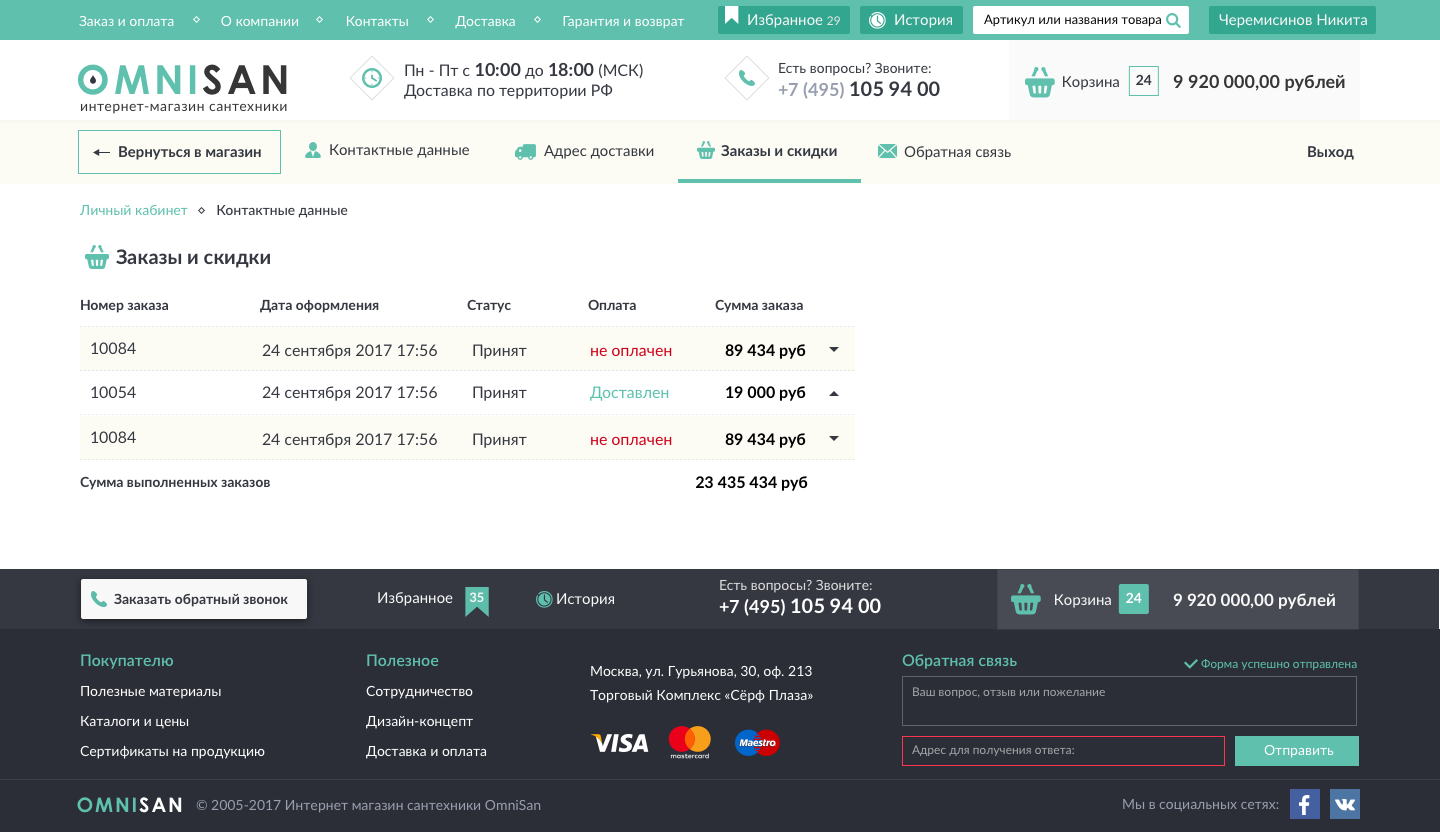 Заказ и оплата О компании Контакты Доставка Гарантия и возврат Избранное 29 История Артикул или названия товара Черемисинов Никита
OMNISAN
интернет-магазин сантехники
Пн - Пт с 10:00 до 18:00 (МСК)
Доставка по территории РФ
Есть вопросы? Звоните:
+7 (495) 105 94 00
Корзина 24 9 920 000,00 рублей
Вернуться в магазин Контактные данные Адрес доставки Заказы и скидки Обратная связь Выход
Личный кабинет Контактные данные
Заказы и скидки
Номер заказа Дата оформления Статус Оплата Сумма заказа
10084 24 сентября 2017 17:56 Принят не оплачен 89 434 руб
10054 24 сентября 2017 17:56 Принят Доставлен 19 000 руб
10084 24 сентября 2017 17:56 Принят не оплачен 89 434 руб
Сумма выполненных заказов 23 435 434 руб
Заказать обратный звонок Избранное 35 История
Есть вопросы? Звоните:
+7 (495) 105 94 00
Корзина 24 9 920 000,00 рублей
Покупателю
Полезные материалы
Каталоги и цены
Сертификаты на продукцию
Полезное
Сотрудничество
Дизайн-концепт
Доставка и оплата
Москва, ул. Гурьянова, 30, оф. 213
Торговый Комплекс «Сёрф Плаза»
VISA mastercard Maestro
Обратная связь Форма успешно отправлена
Ваш вопрос, отзыв или пожелание
Адрес для получения ответа: Отправить
OMNISAN © 2005-2017 Интернет магазин сантехники OmniSan Мы в социальных сетях: